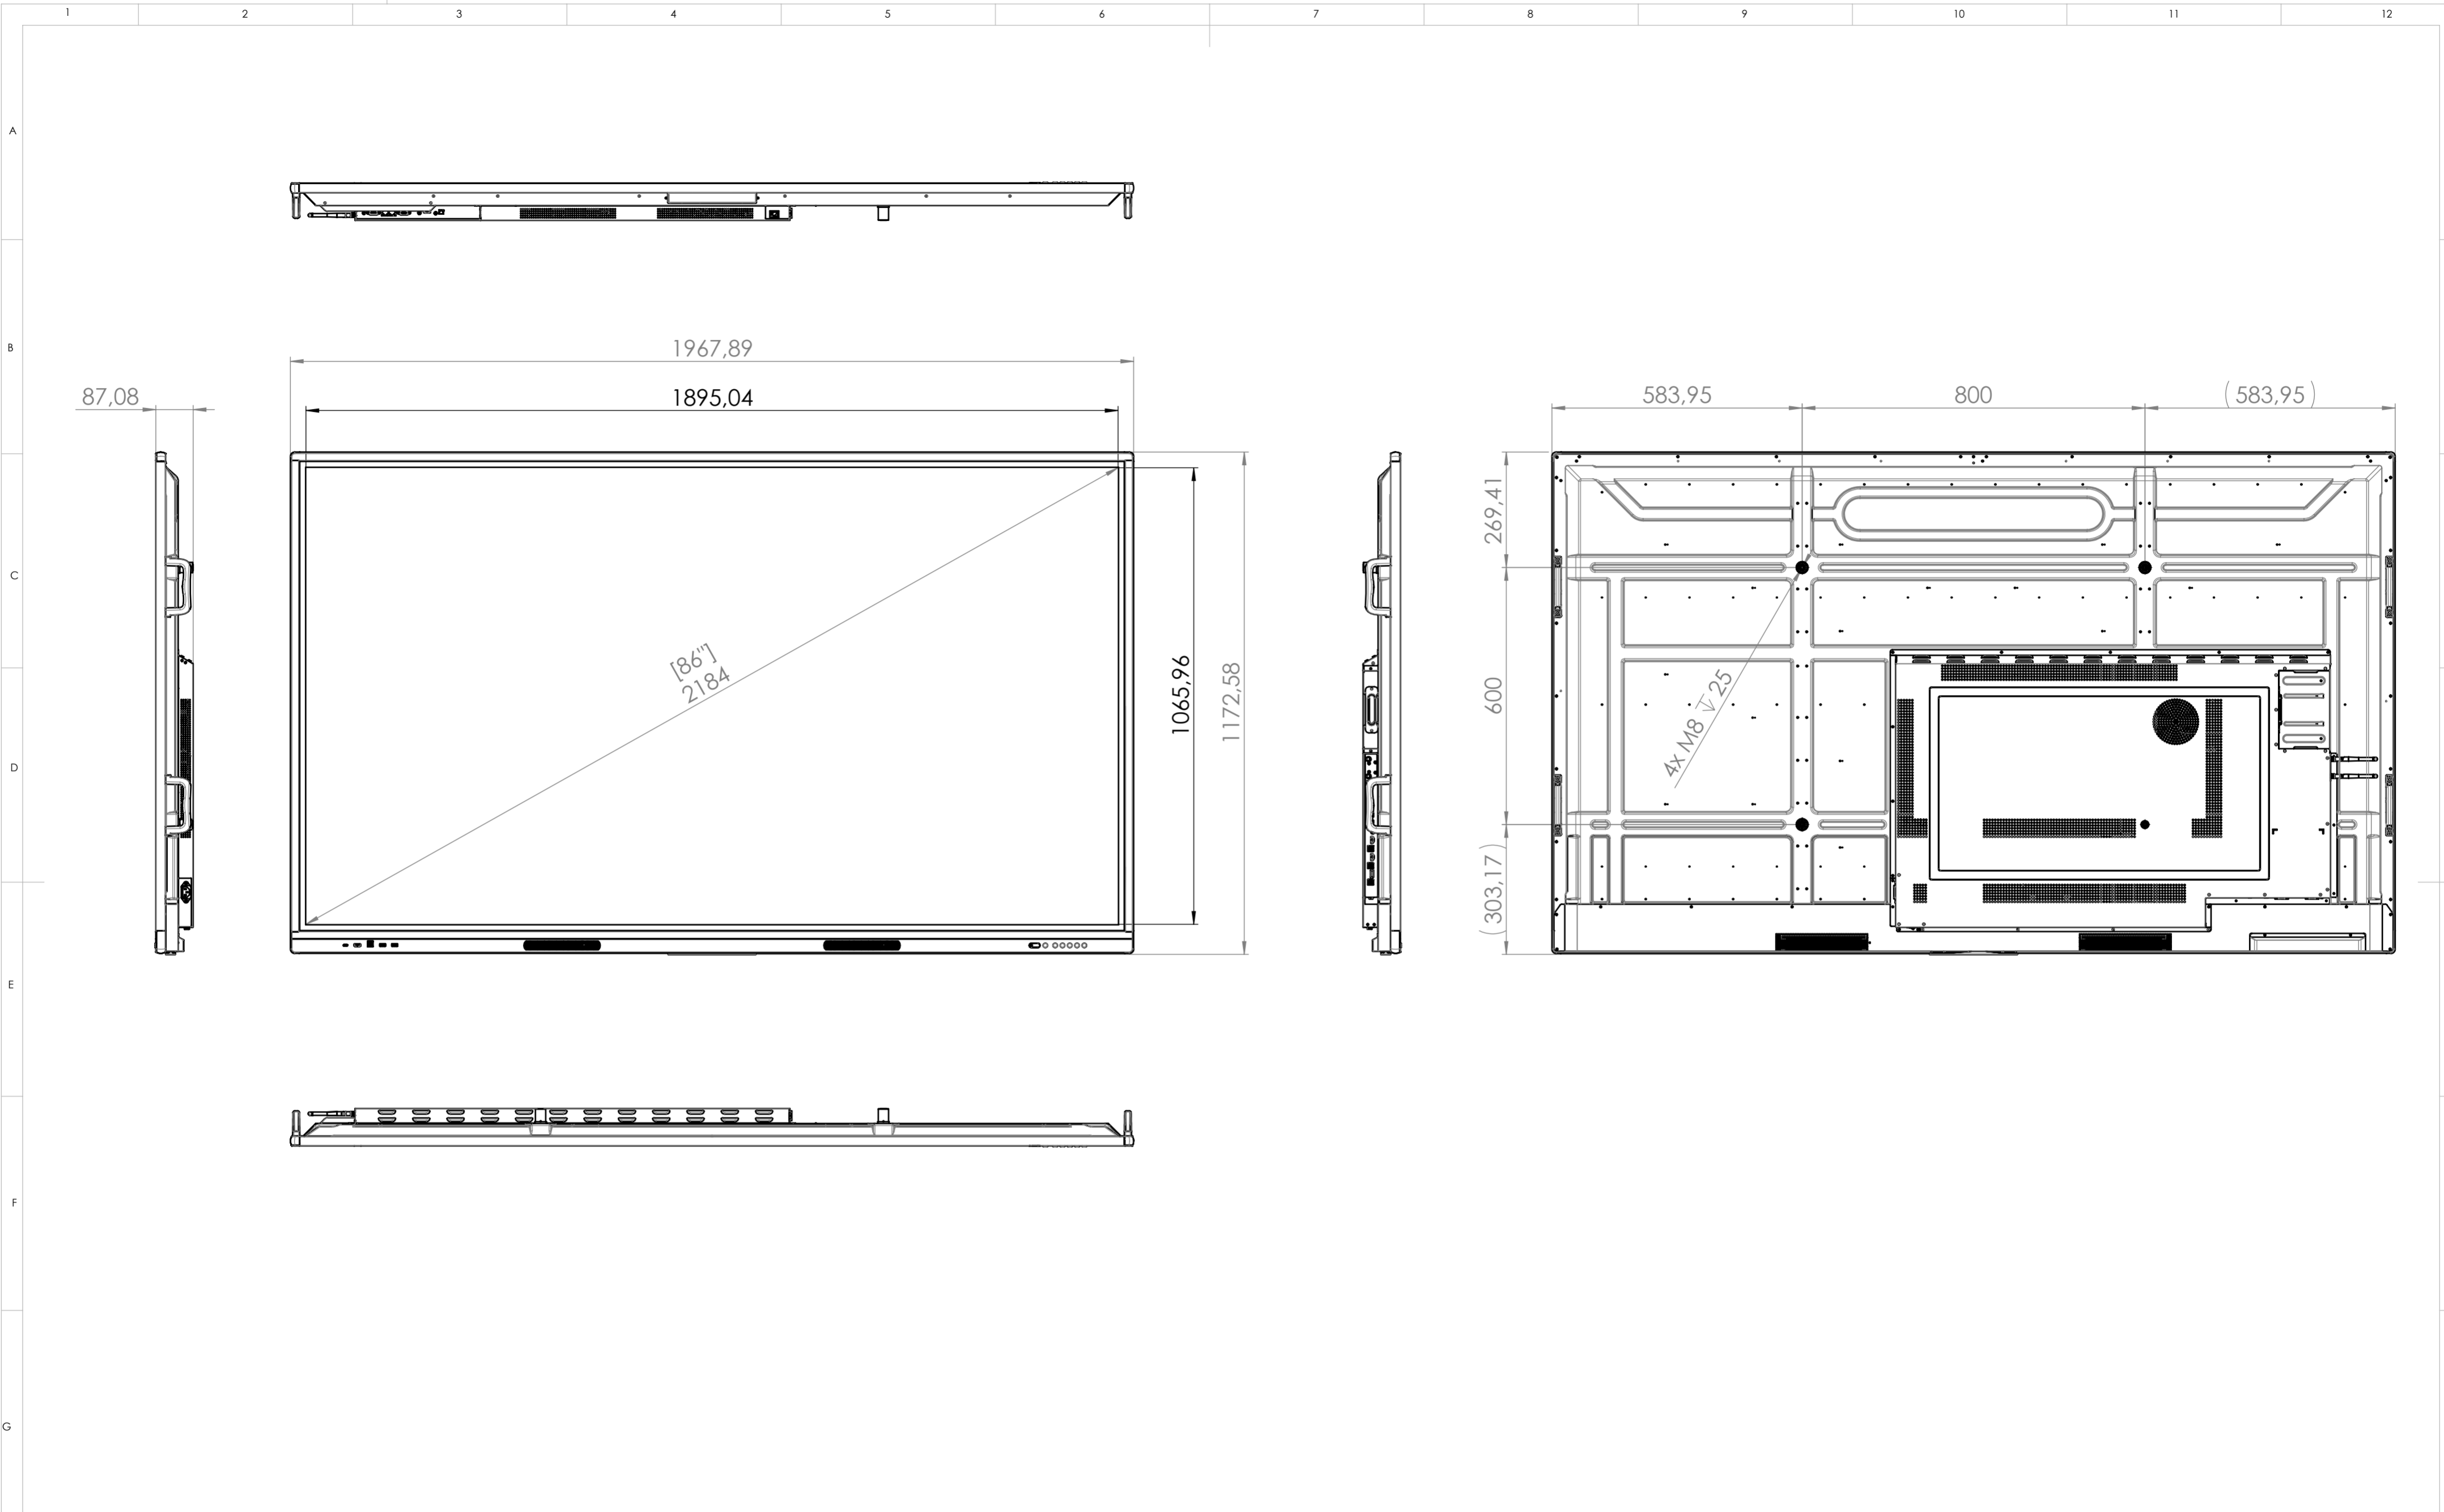 1 2 3 4 5 6 7 8 9 10 11 12
A
B
C
D
E
F
G
1967,89
87,08
1895,04
583,95 800 (583,95)
269,41
[86"]
2184
1065,96
1172,58
600
4x M8 ↧ 25
(303,17)